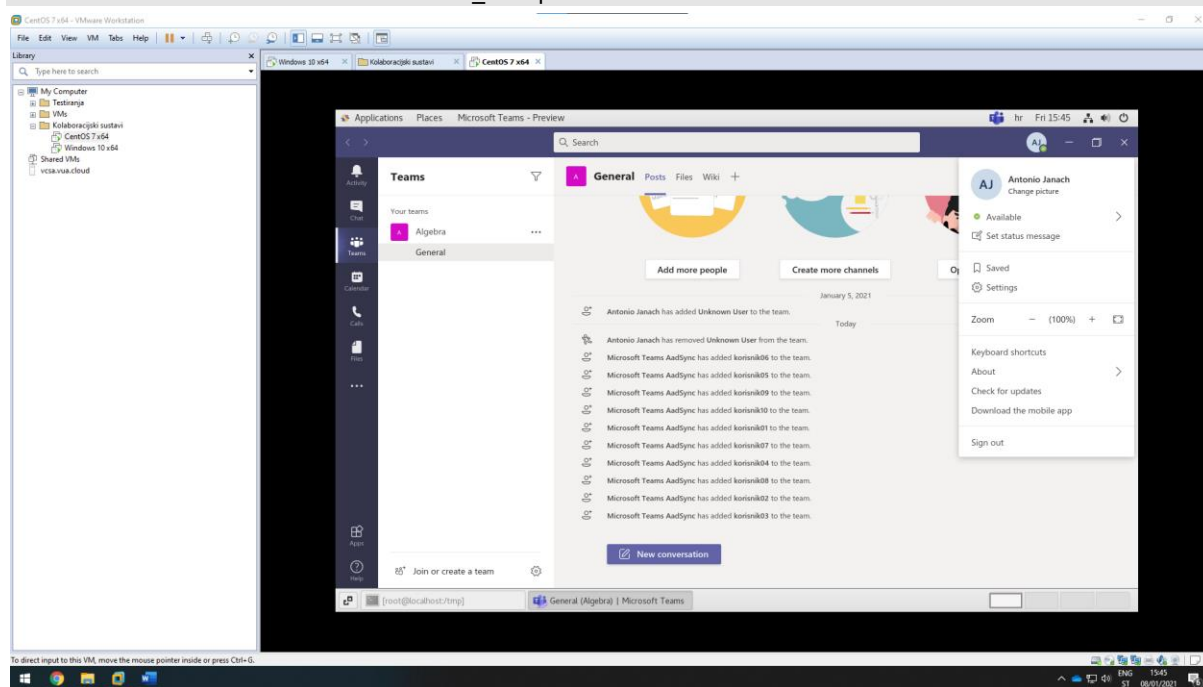 CentOS 7 x64 - VMware Workstation
File Edit View VM Tabs Help
Library
Type here to search
My Computer
Testiranja
VMs
Kolaboracijski sustavi
CentOS 7 x64
Windows 10 x64
Shared VMs
vcsa.vua.cloud
Windows 10 x64 Kolaboracijski sustavi CentOS 7 x64
Applications Places Microsoft Teams - Preview hr Fri 15:45
Search AJ
Activity
Chat
Teams
Calendar
Calls
Files
Apps
Help
Teams
Your teams
A Algebra
General
Join or create a team
A General Posts Files Wiki +
Add more people Create more channels
January 5, 2021
Antonio Janach has added Unknown User to the team.
Today
Antonio Janach has removed Unknown User from the team.
Microsoft Teams AadSync has added korisnik06 to the team.
Microsoft Teams AadSync has added korisnik05 to the team.
Microsoft Teams AadSync has added korisnik09 to the team.
Microsoft Teams AadSync has added korisnik10 to the team.
Microsoft Teams AadSync has added korisnik01 to the team.
Microsoft Teams AadSync has added korisnik07 to the team.
Microsoft Teams AadSync has added korisnik04 to the team.
Microsoft Teams AadSync has added korisnik08 to the team.
Microsoft Teams AadSync has added korisnik02 to the team.
Microsoft Teams AadSync has added korisnik03 to the team.
New conversation
AJ Antonio Janach
Change picture
Available
Set status message
Saved
Settings
Zoom - (100%) +
Keyboard shortcuts
About
Check for updates
Download the mobile app
Sign out
[root@localhost:/tmp] General (Algebra) | Microsoft Teams
To direct input to this VM, move the mouse pointer inside or press Ctrl+G.
ENG 15:45
ST 08/01/2021